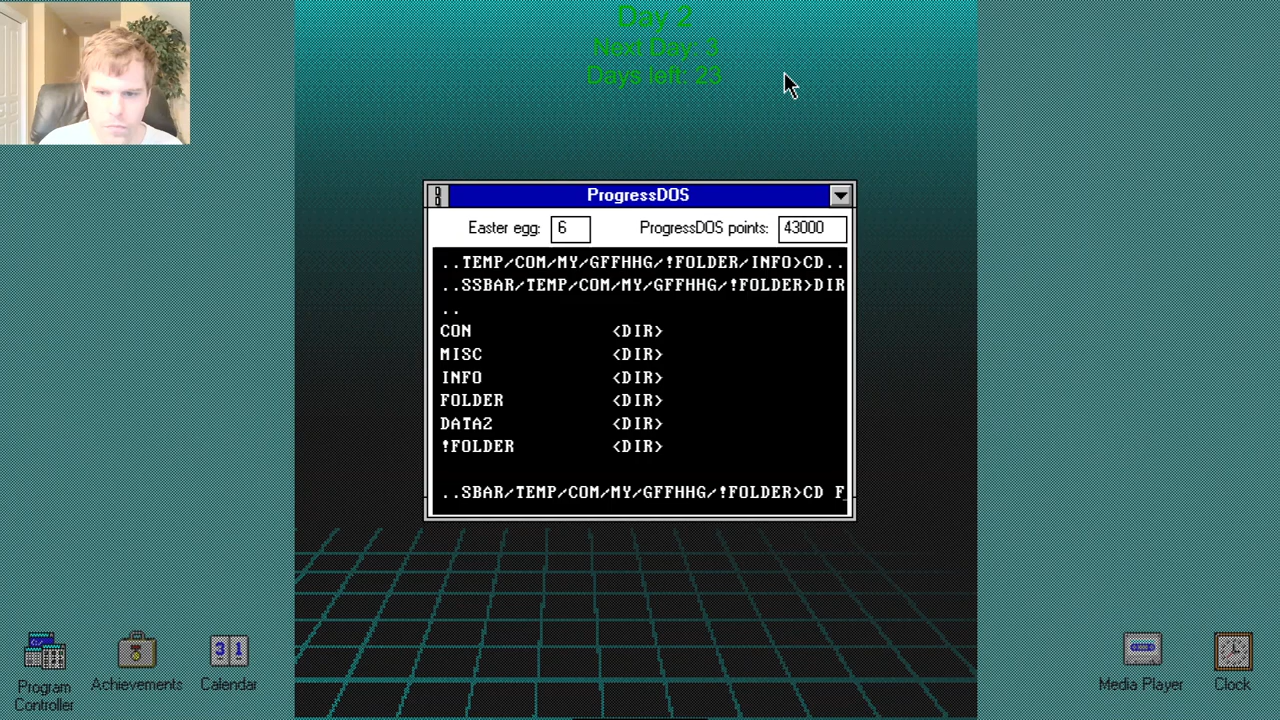 Day 2
Next Day: 3
Days left: 23
ProgressDOS
Easter egg: 6 ProgressDOS points: 43000
..TEMP/COM/MY/GFFHHG/!FOLDER/INFO>CD..
..SSBAR/TEMP/COM/MY/GFFHHG/!FOLDER>DIR
..
CON <DIR>
MISC <DIR>
INFO <DIR>
FOLDER <DIR>
DATA2 <DIR>
!FOLDER <DIR>
..SBAR/TEMP/COM/MY/GFFHHG/!FOLDER>CD F_
31
Program Controller
Achievements
Calendar
Media Player
Clock